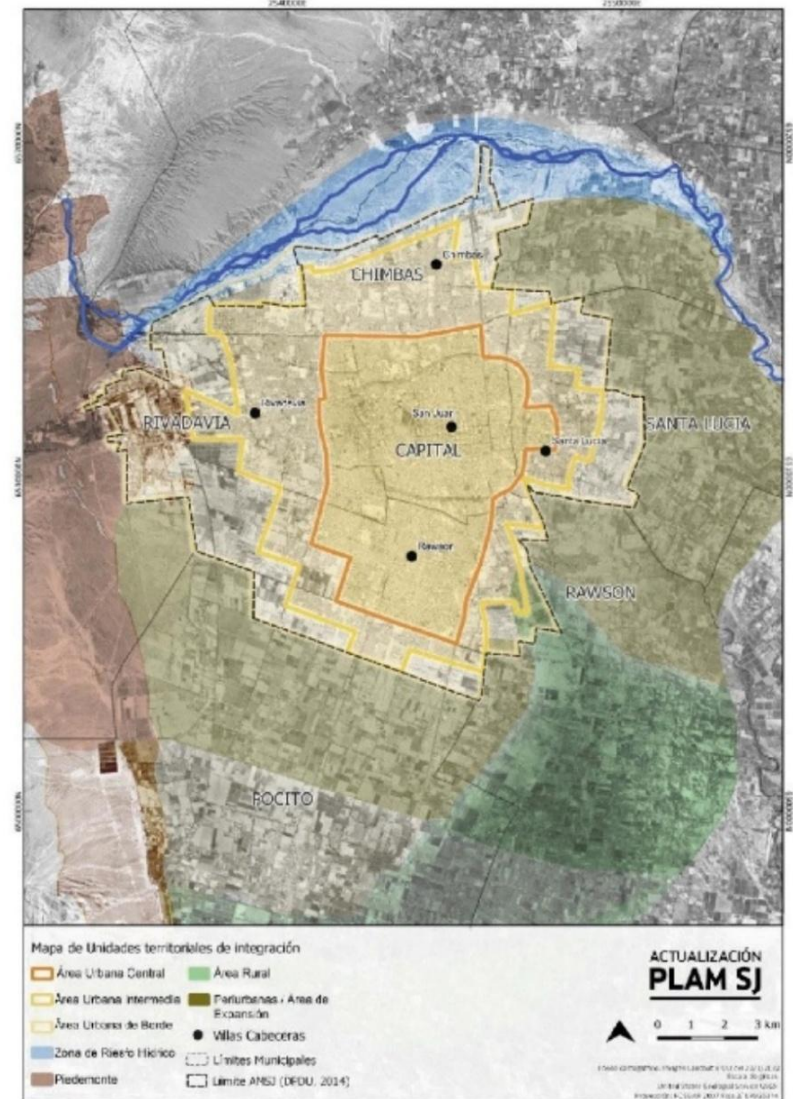 CHIMBAS
Chimbas
RIVADAVIA
Rivadavia
San Juan
CAPITAL
Santa Lucia
SANTA LUCIA
Rawson
RAWSON
POCITO
Mapa de Unidades territoriales de integración
Área Urbana Central
Área Urbana Intermedia
Área Urbana de Borde
Zona de Riesgo Hídrico
Piedemonte
Área Rural
Periurbanas - Área de
Expansión
Villas Cabeceras
Límites Municipales
Límite AMSJ (DPDU, 2014)
ACTUALIZACIÓN
PLAM SJ
0 1 2 3 km